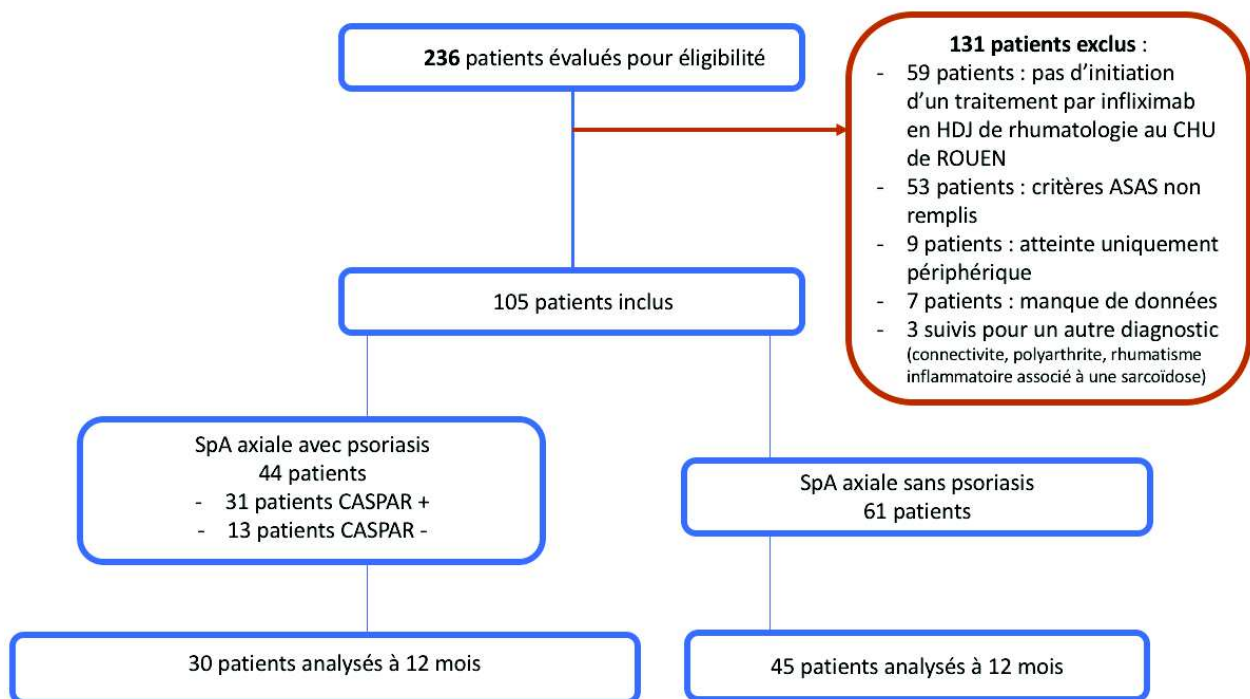 236 patients évalués pour éligibilité
131 patients exclus :
- 59 patients : pas d'initiation
d'un traitement par infliximab
en HDJ de rhumatologie au CHU
de ROUEN
- 53 patients : critères ASAS non
remplis
- 9 patients : atteinte uniquement
périphérique
- 7 patients : manque de données
- 3 suivis pour un autre diagnostic
(connectivite, polyarthrite, rhumatisme
inflammatoire associé à une sarcoïdose)
105 patients inclus
SpA axiale avec psoriasis
44 patients
- 31 patients CASPAR +
- 13 patients CASPAR -
SpA axiale sans psoriasis
61 patients
30 patients analysés à 12 mois
45 patients analysés à 12 mois